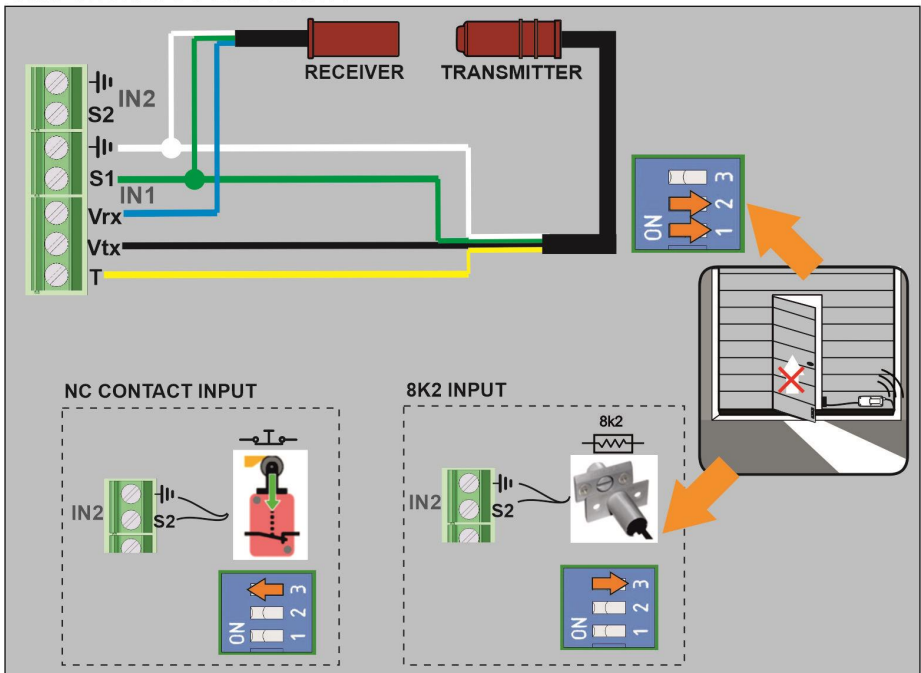 RECEIVER
TRANSMITTER
IN2
S2
S1
IN1
Vrx
Vtx
T
ON
1 2 3
NC CONTACT INPUT
IN2
S2
ON
1 2 3
8K2 INPUT
8k2
IN2
S2
ON
1 2 3